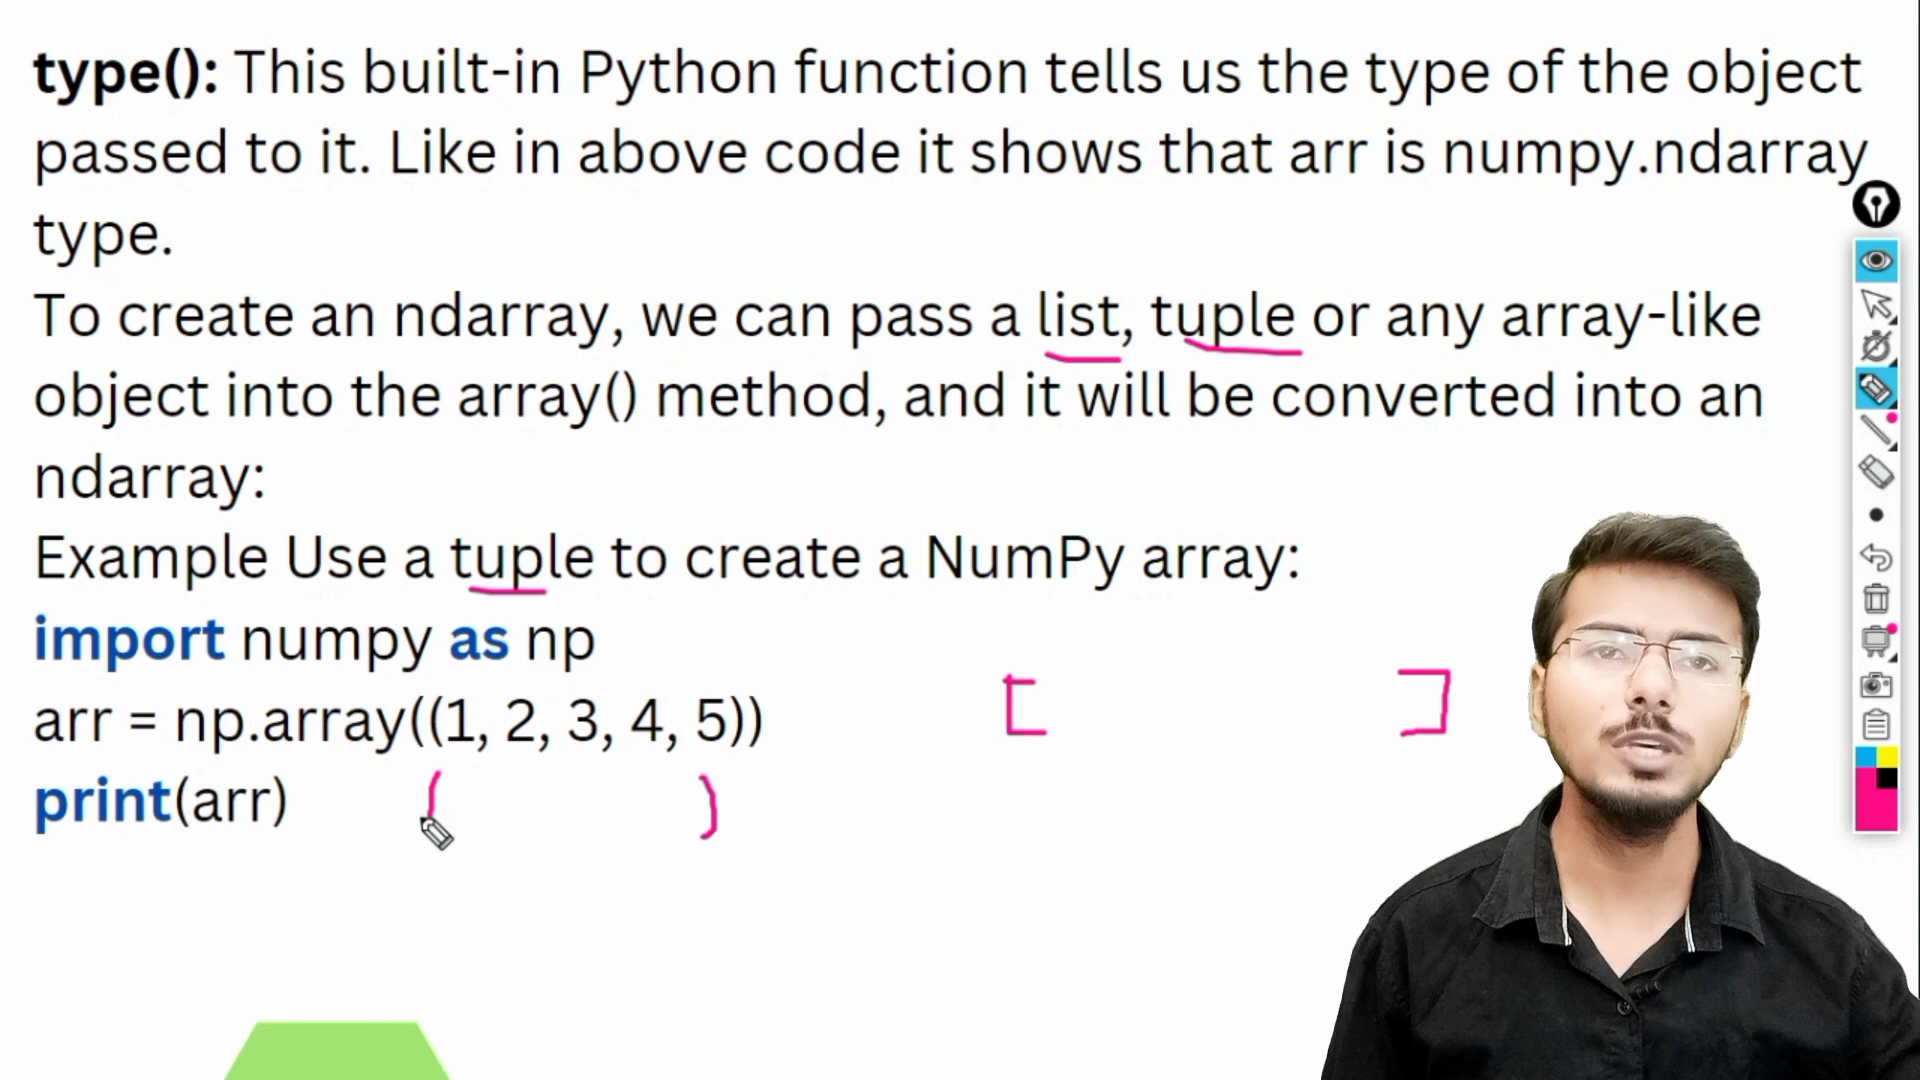 type(): This built-in Python function tells us the type of the object
passed to it. Like in above code it shows that arr is numpy.ndarray
type.
To create an ndarray, we can pass a list, tuple or any array-like
object into the array() method, and it will be converted into an
ndarray:
Example Use a tuple to create a NumPy array:
import numpy as np
arr = np.array((1, 2, 3, 4, 5))
[ ]
print(arr)
( )